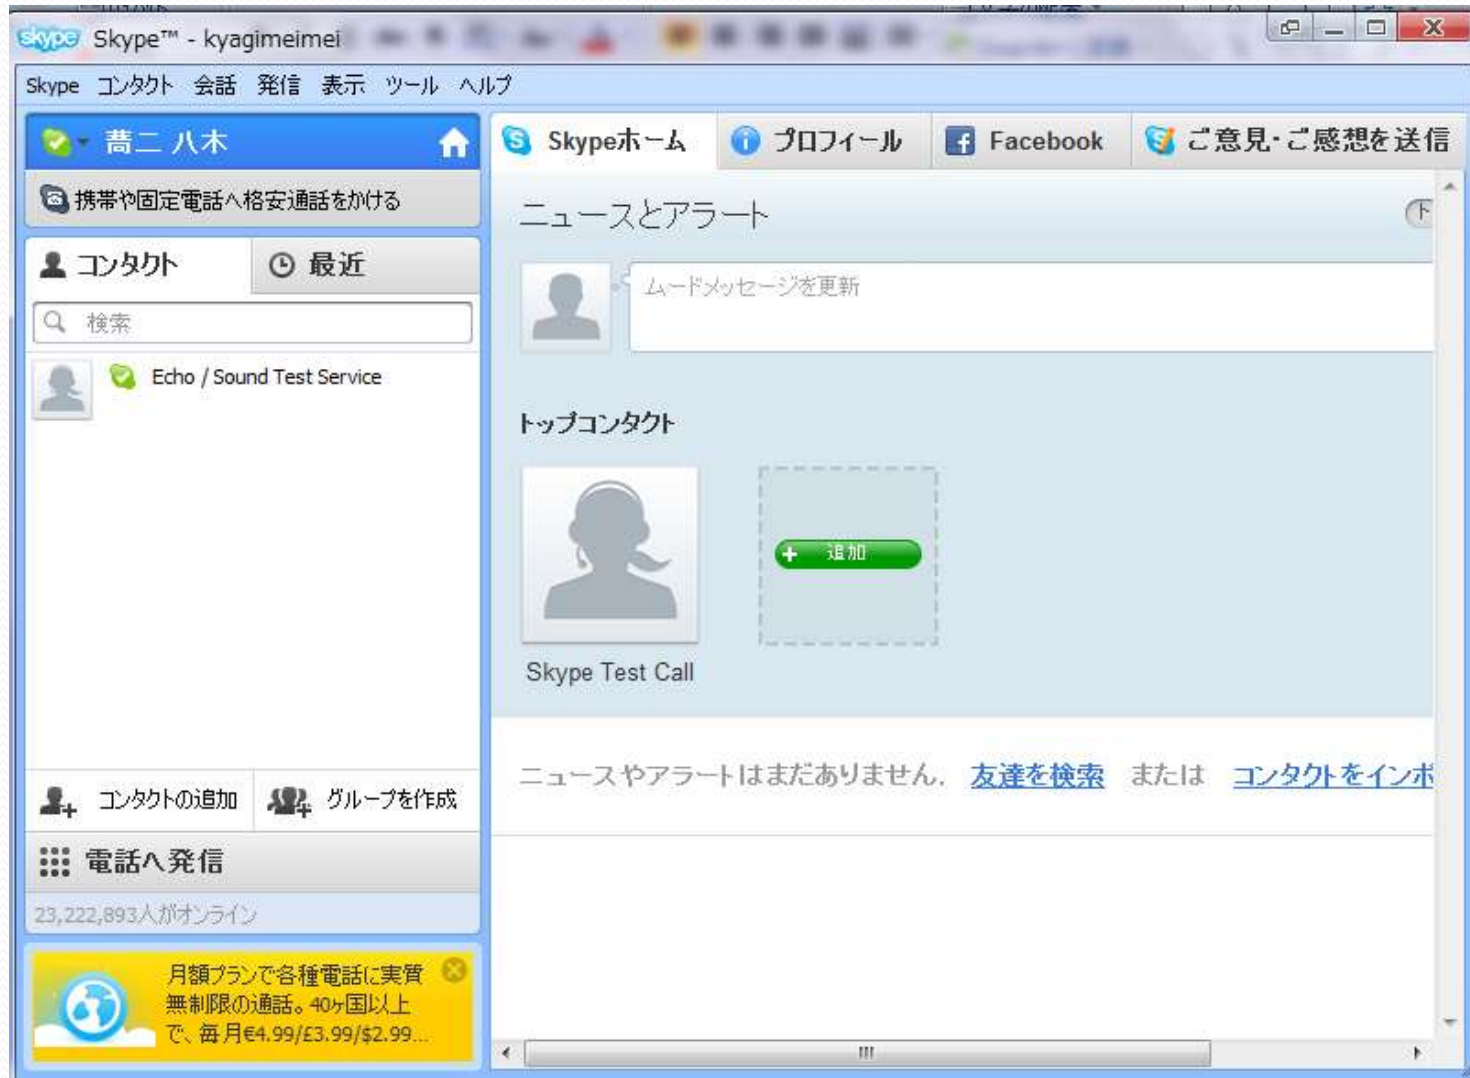 skype Skype™ - kyagimeimei
Skype コンタクト 会話 発信 表示 ツール ヘルプ
蔄二 八木
携帯や固定電話へ格安通話をかける
コンタクト 最近
検索
Echo / Sound Test Service
コンタクトの追加 グループを作成
電話へ発信
23,222,893人がオンライン
月額プランで各種電話に実質
無制限の通話。40ヶ国以上
で、毎月€4.99/£3.99/$2.99...
Skypeホーム プロフィール Facebook ご意見・ご感想を送信
ニュースとアラート
ムードメッセージを更新
トップコンタクト
追加
Skype Test Call
ニュースやアラートはまだありません. 友達を検索 または コンタクトをインポ